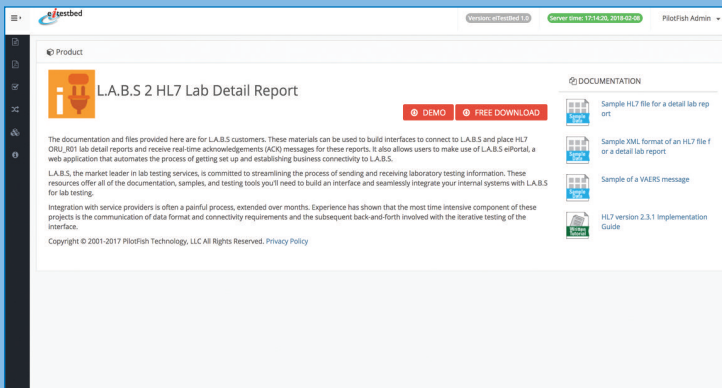 eitestbed
Version: eiTestBed 1.0
Server time: 17:14:20, 2018-02-06
PilotFish Admin
Product
L.A.B.S 2 HL7 Lab Detail Report
DEMO
FREE DOWNLOAD
The documentation and files provided here are for L.A.B.S customers. These materials can be used to build interfaces to connect to L.A.B.S and place HL7
ORU_R01 lab detail reports and receive real-time acknowledgements (ACK) messages for these reports. It also allows users to make use of L.A.B.S eiPortal, a
web application that automates the process of getting set up and establishing business connectivity to L.A.B.S.
L.A.B.S, the market leader in lab testing services, is committed to streamlining the process of sending and receiving laboratory testing information. These
resources offer all of the documentation, samples, and testing tools you'll need to build an interface and seamlessly integrate your internal systems with L.A.B.S
for lab testing.
Integration with service providers is often a painful process, extended over months. Experience has shown that the most time intensive component of these
projects is the communication of data format and connectivity requirements and the subsequent back-and-forth involved with the iterative testing of the
interface.
Copyright © 2001-2017 PilotFish Technology, LLC All Rights Reserved. Privacy Policy
DOCUMENTATION
Sample
Data
Sample HL7 file for a detail lab rep
ort
Sample
Data
Sample XML format of an HL7 file f
or a detail lab report
Sample
Data
Sample of a VAERS message
Written
Tutorial
HL7 version 2.3.1 Implementation
Guide